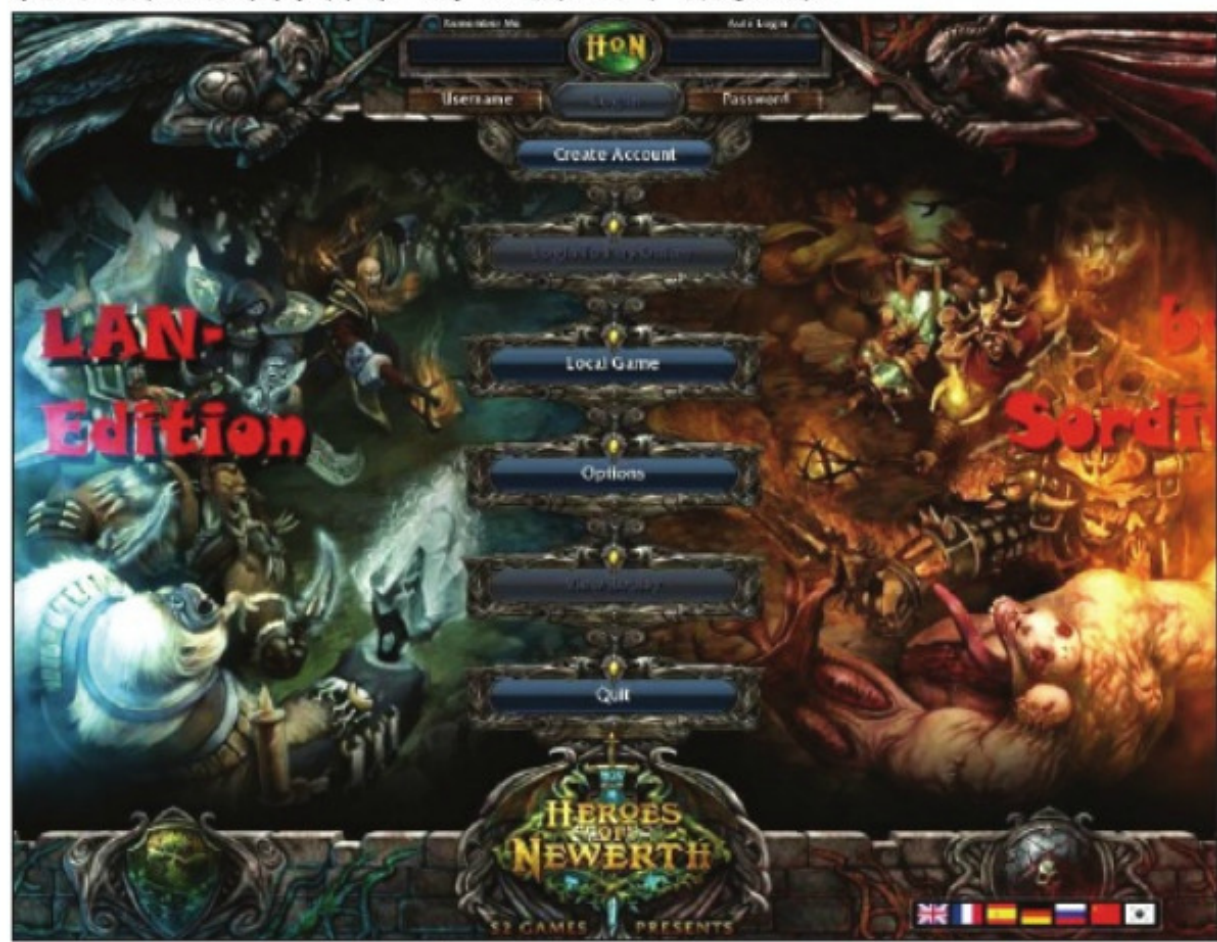 Remember Me
Auto Login
HON
Username
Password
Create Account
LAN-
Edition
Local Game
Sordi
Options
Quit
HEROES
OF
NEWERTH
S2 GAMES PRESENTS